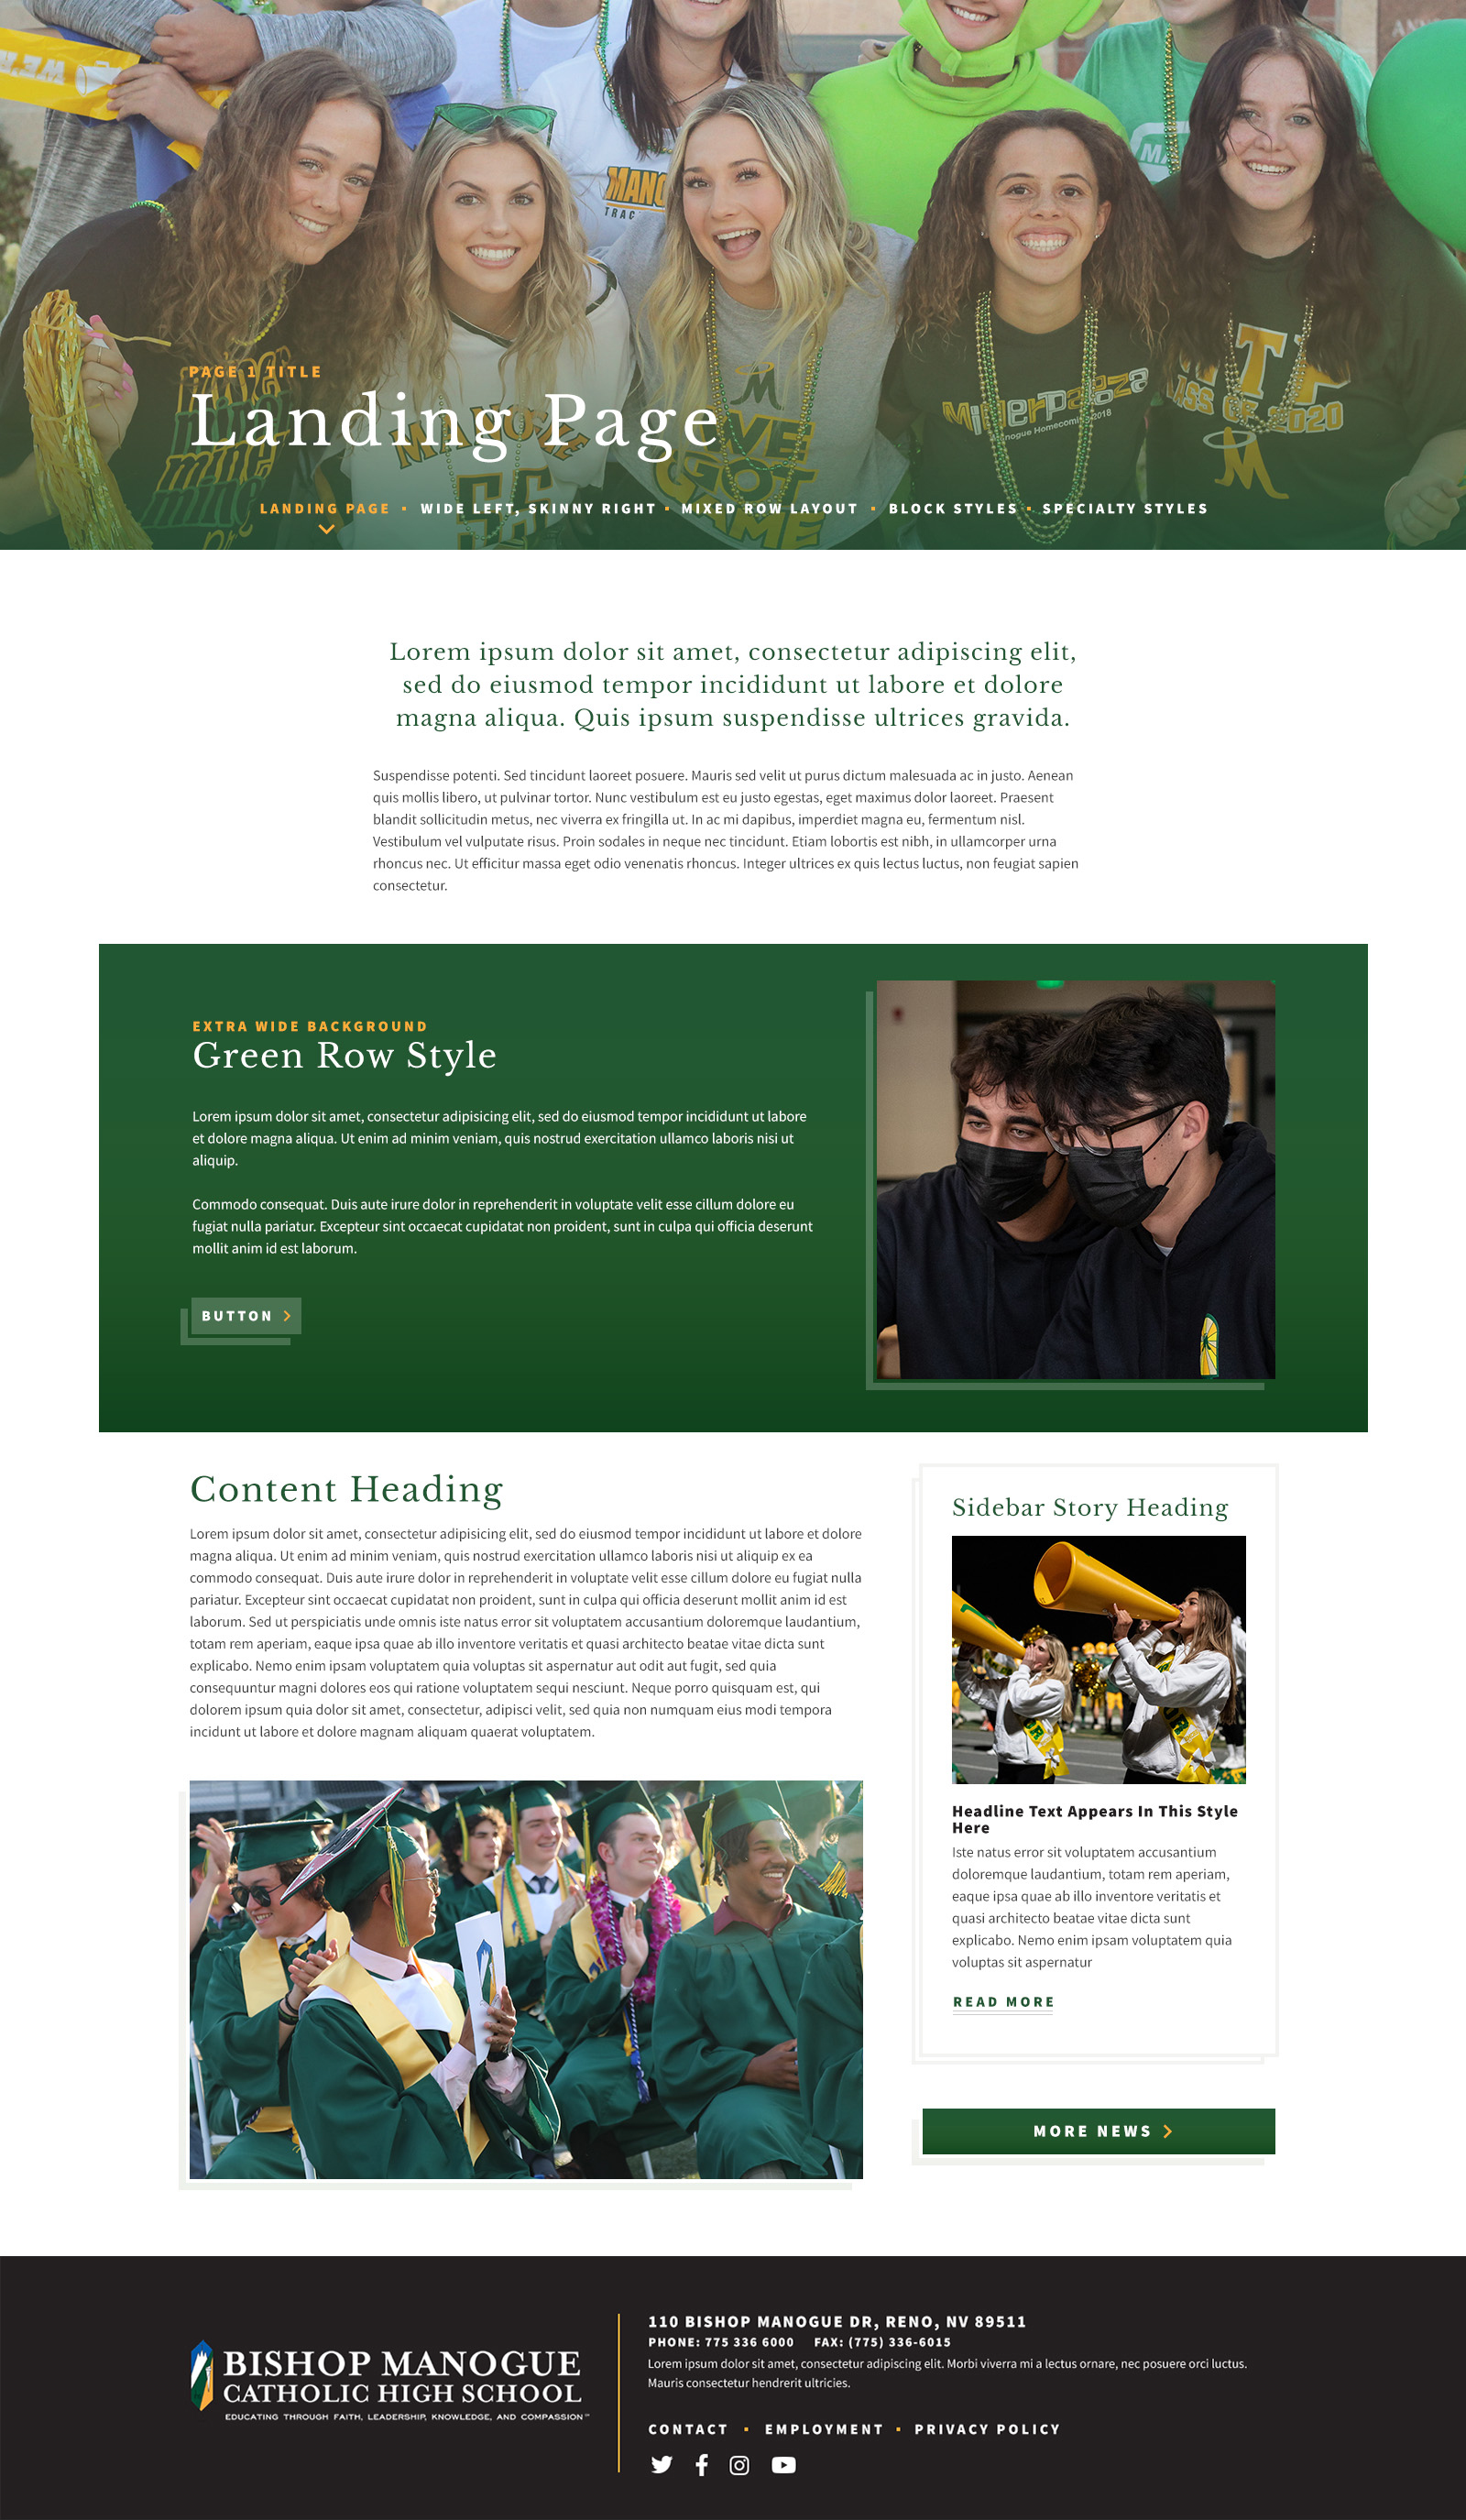 MANO
TRAC
PAGE 1 TITLE
Landing Page
VE
GOT
GAME
Millerpalooza
nogue Homecoming 2018
ASS OF 2020
LANDING PAGE • WIDE LEFT, SKINNY RIGHT • MIXED ROW LAYOUT • BLOCK STYLES • SPECIALTY STYLES
Lorem ipsum dolor sit amet, consectetur adipiscing elit,
sed do eiusmod tempor incididunt ut labore et dolore
magna aliqua. Quis ipsum suspendisse ultrices gravida.
Suspendisse potenti. Sed tincidunt laoreet posuere. Mauris sed velit ut purus dictum malesuada ac in justo. Aenean
quis mollis libero, ut pulvinar tortor. Nunc vestibulum est eu justo egestas, eget maximus dolor laoreet. Praesent
blandit sollicitudin metus, nec viverra ex fringilla ut. In ac mi dapibus, imperdiet magna eu, fermentum nisl.
Vestibulum vel vulputate risus. Proin sodales in neque nec tincidunt. Etiam lobortis est nibh, in ullamcorper urna
rhoncus nec. Ut efficitur massa eget odio venenatis rhoncus. Integer ultrices ex quis lectus luctus, non feugiat sapien
consectetur.
EXTRA WIDE BACKGROUND
Green Row Style
Lorem ipsum dolor sit amet, consectetur adipisicing elit, sed do eiusmod tempor incididunt ut labore
et dolore magna aliqua. Ut enim ad minim veniam, quis nostrud exercitation ullamco laboris nisi ut
aliquip.
Commodo consequat. Duis aute irure dolor in reprehenderit in voluptate velit esse cillum dolore eu
fugiat nulla pariatur. Excepteur sint occaecat cupidatat non proident, sunt in culpa qui officia deserunt
mollit anim id est laborum.
BUTTON
Content Heading
Lorem ipsum dolor sit amet, consectetur adipisicing elit, sed do eiusmod tempor incididunt ut labore et dolore
magna aliqua. Ut enim ad minim veniam, quis nostrud exercitation ullamco laboris nisi ut aliquip ex ea
commodo consequat. Duis aute irure dolor in reprehenderit in voluptate velit esse cillum dolore eu fugiat nulla
pariatur. Excepteur sint occaecat cupidatat non proident, sunt in culpa qui officia deserunt mollit anim id est
laborum. Sed ut perspiciatis unde omnis iste natus error sit voluptatem accusantium doloremque laudantium,
totam rem aperiam, eaque ipsa quae ab illo inventore veritatis et quasi architecto beatae vitae dicta sunt
explicabo. Nemo enim ipsam voluptatem quia voluptas sit aspernatur aut odit aut fugit, sed quia
consequuntur magni dolores eos qui ratione voluptatem sequi nesciunt. Neque porro quisquam est, qui
dolorem ipsum quia dolor sit amet, consectetur, adipisci velit, sed quia non numquam eius modi tempora
incidunt ut labore et dolore magnam aliquam quaerat voluptatem.
Sidebar Story Heading
Headline Text Appears In This Style
Here
Iste natus error sit voluptatem accusantium
doloremque laudantium, totam rem aperiam,
eaque ipsa quae ab illo inventore veritatis et
quasi architecto beatae vitae dicta sunt
explicabo. Nemo enim ipsam voluptatem quia
voluptas sit aspernatur
READ MORE
MORE NEWS
BISHOP MANOGUE
CATHOLIC HIGH SCHOOL
EDUCATING THROUGH FAITH, LEADERSHIP, KNOWLEDGE, AND COMPASSION℠
110 BISHOP MANOGUE DR, RENO, NV 89511
PHONE: 775 336 6000 FAX: (775) 336-6015
Lorem ipsum dolor sit amet, consectetur adipiscing elit. Morbi viverra mi a lectus ornare, nec posuere orci luctus.
Mauris consectetur hendrerit ultricies.
CONTACT • EMPLOYMENT • PRIVACY POLICY